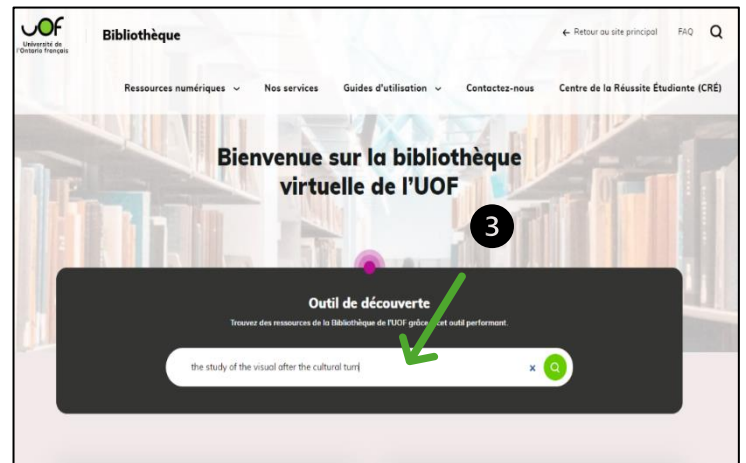 UOF
Université de
l'Ontario français
Bibliothèque
← Retour au site principal FAQ
Ressources numériques Nos services Guides d'utilisation Contactez-nous Centre de la Réussite Étudiante (CRÉ)
Bienvenue sur la bibliothèque
virtuelle de l'UOF
3
Outil de découverte
Trouvez des ressources de la Bibliothèque de l'UOF grâce cet outil performant.
the study of the visual after the cultural turn x